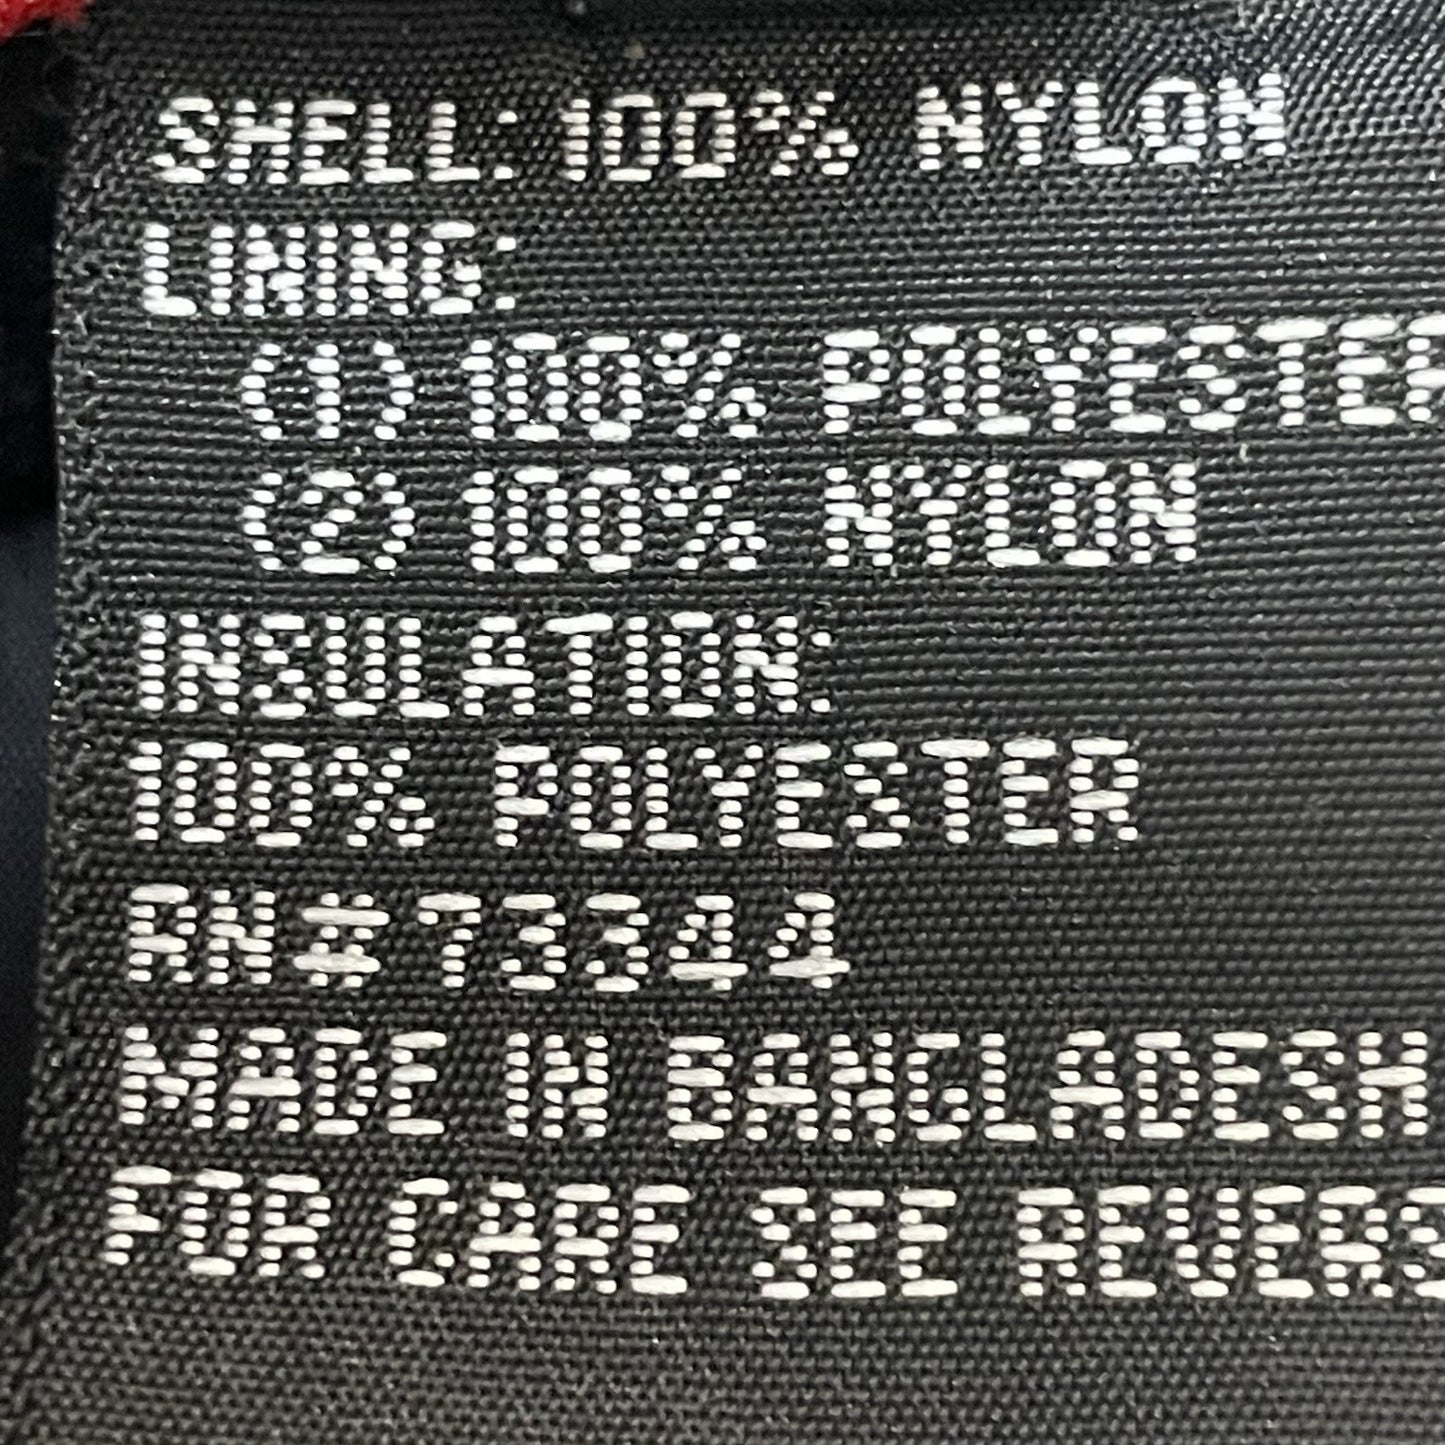 SHELL: 100% NYLON
LINING:
(1) 100% POLYESTER
(2) 100% NYLON
INSULATION:
100% POLYESTER
RN#73344
MADE IN BANGLADESH
FOR CARE SEE REVERS